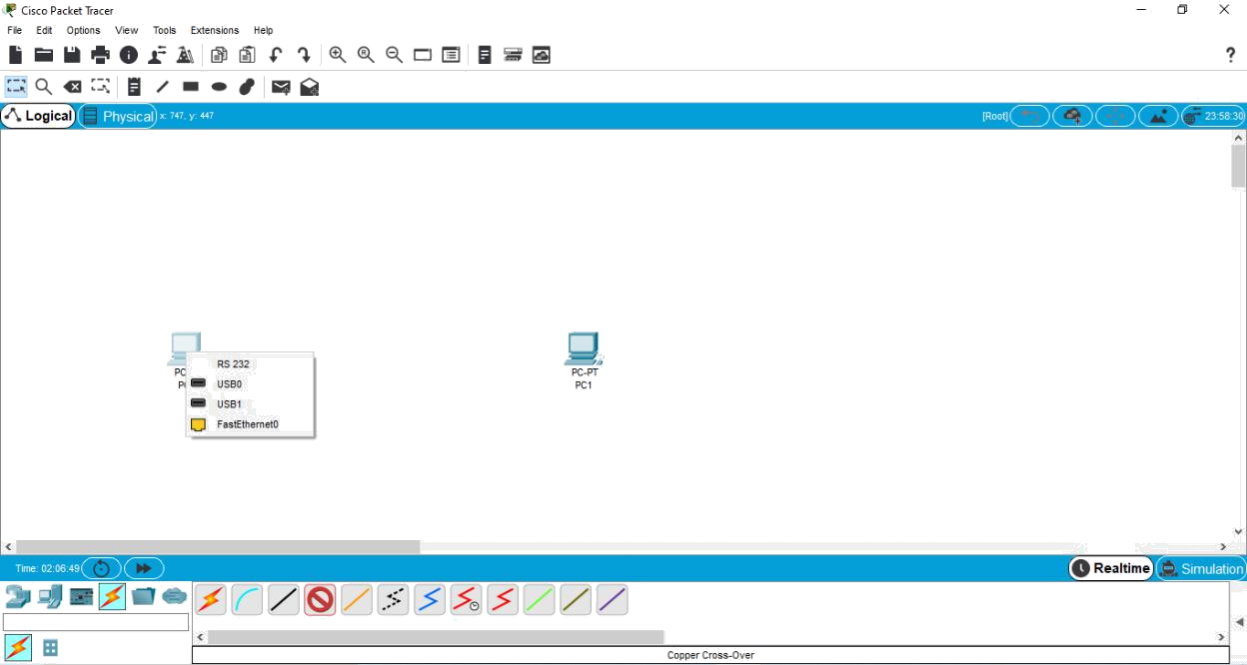 Cisco Packet Tracer
File Edit Options View Tools Extensions Help
?
Logical Physical x: 747, y: 447 [Root] 23:58:30
RS 232
USB0
USB1
FastEthernet0
PC-PT
PC1
Time: 02:06:49 Realtime Simulation
Copper Cross-Over